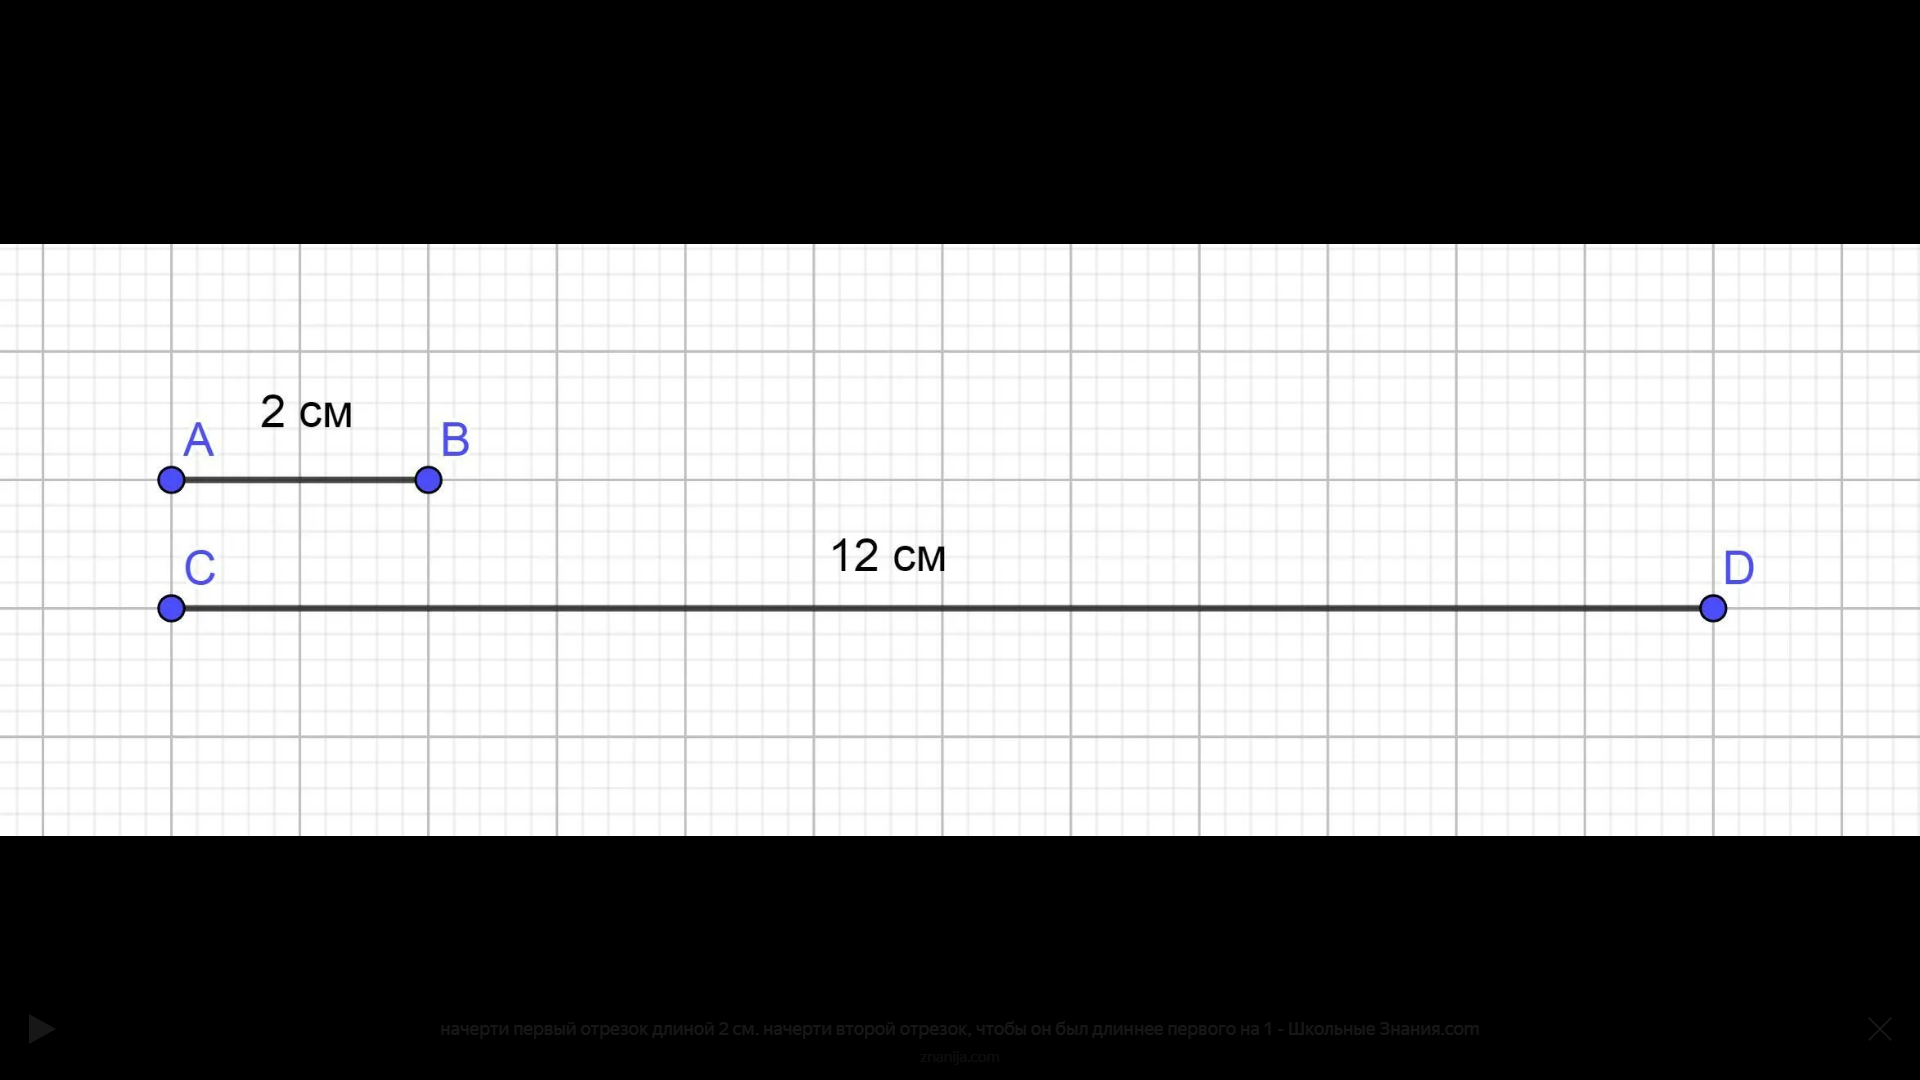 2 см
A
B
12 см
C
D
начерти первый отрезок длиной 2 см. начерти второй отрезок, чтобы он был длиннее первого на 1 - Школьные Знания.com
znanija.com